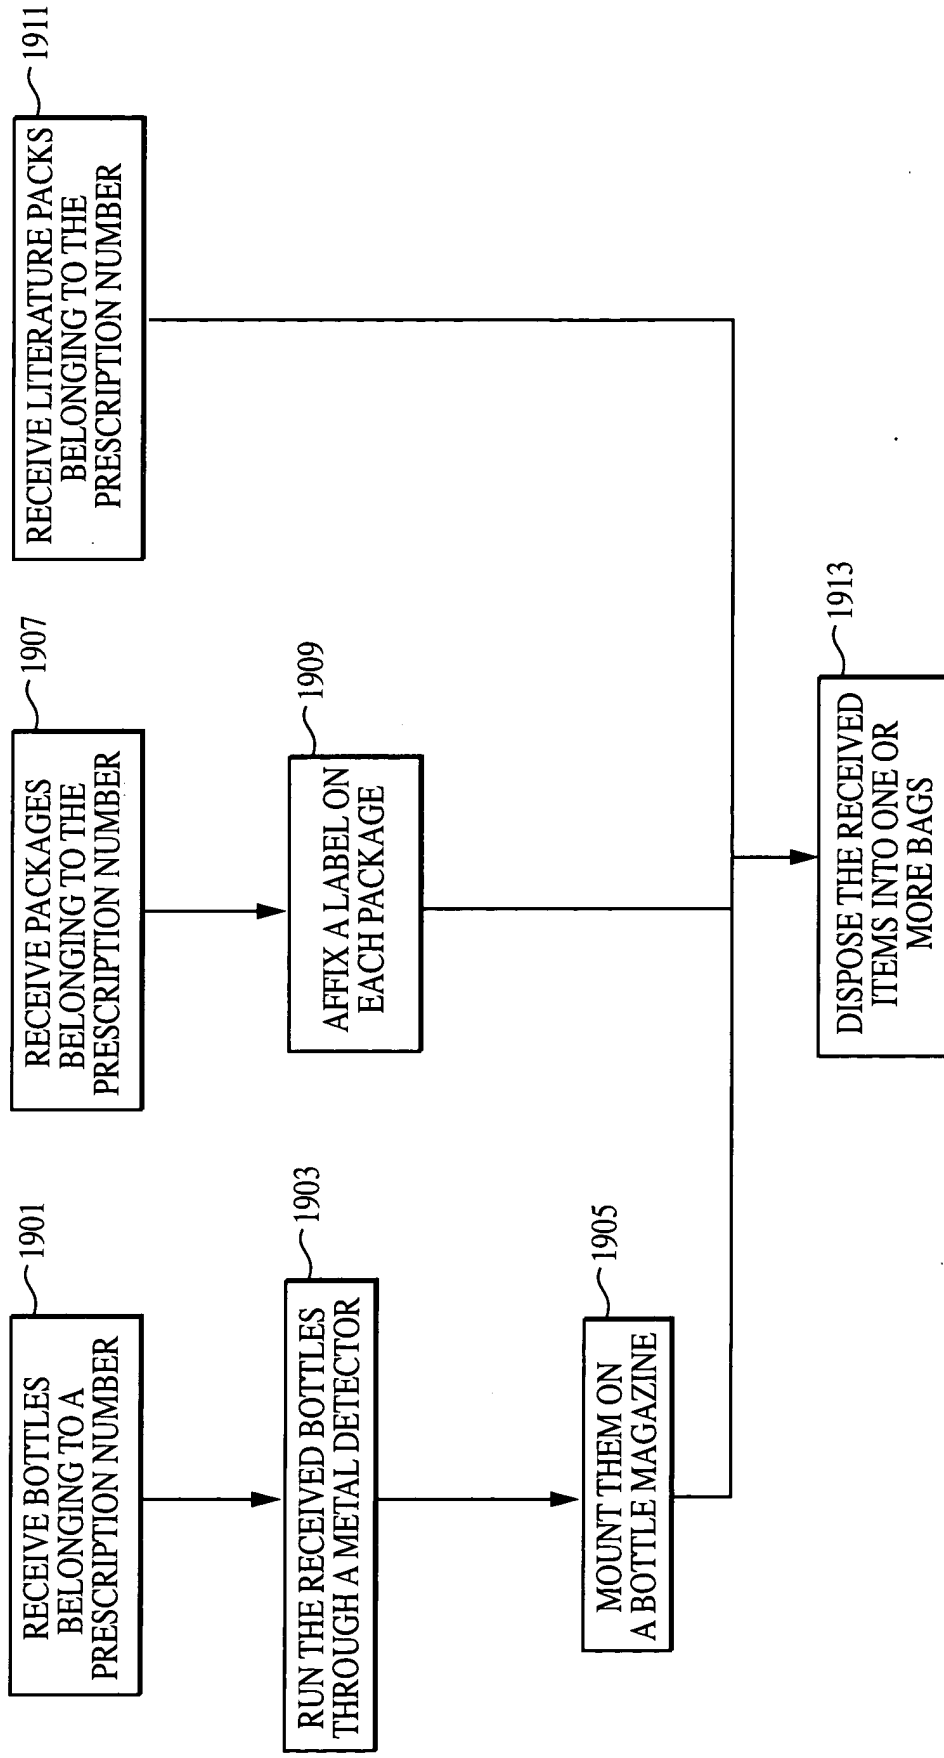 RECEIVE BOTTLES
BELONGING TO A
PRESCRIPTION NUMBER
1901
RUN THE RECEIVED BOTTLES
THROUGH A METAL DETECTOR
1903
MOUNT THEM ON
A BOTTLE MAGAZINE
1905
RECEIVE PACKAGES
BELONGING TO THE
PRESCRIPTION NUMBER
1907
AFFIX A LABEL ON
EACH PACKAGE
1909
RECEIVE LITERATURE PACKS
BELONGING TO THE
PRESCRIPTION NUMBER
1911
DISPOSE THE RECEIVED
ITEMS INTO ONE OR
MORE BAGS
1913